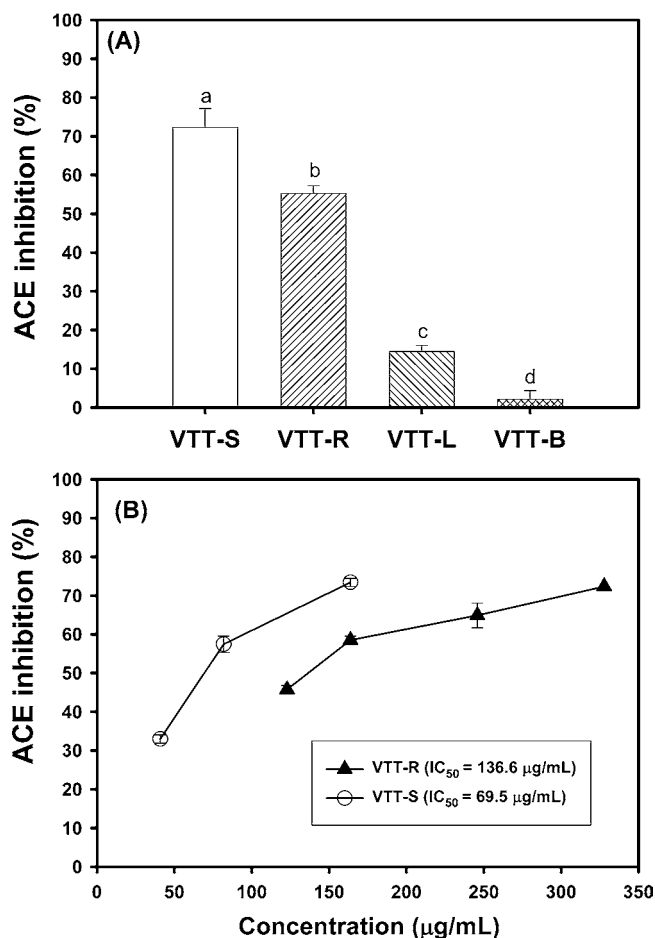 (A)
ACE inhibition (%)
100
90
80
70
60
50
40
30
20
10
0
a
b
c
d
VTT-S VTT-R VTT-L VTT-B
(B)
ACE inhibition (%)
100
90
80
70
60
50
40
30
20
10
0
VTT-R (IC50 = 136.6 µg/mL)
VTT-S (IC50 = 69.5 µg/mL)
0 50 100 150 200 250 300 350
Concentration (µg/mL)